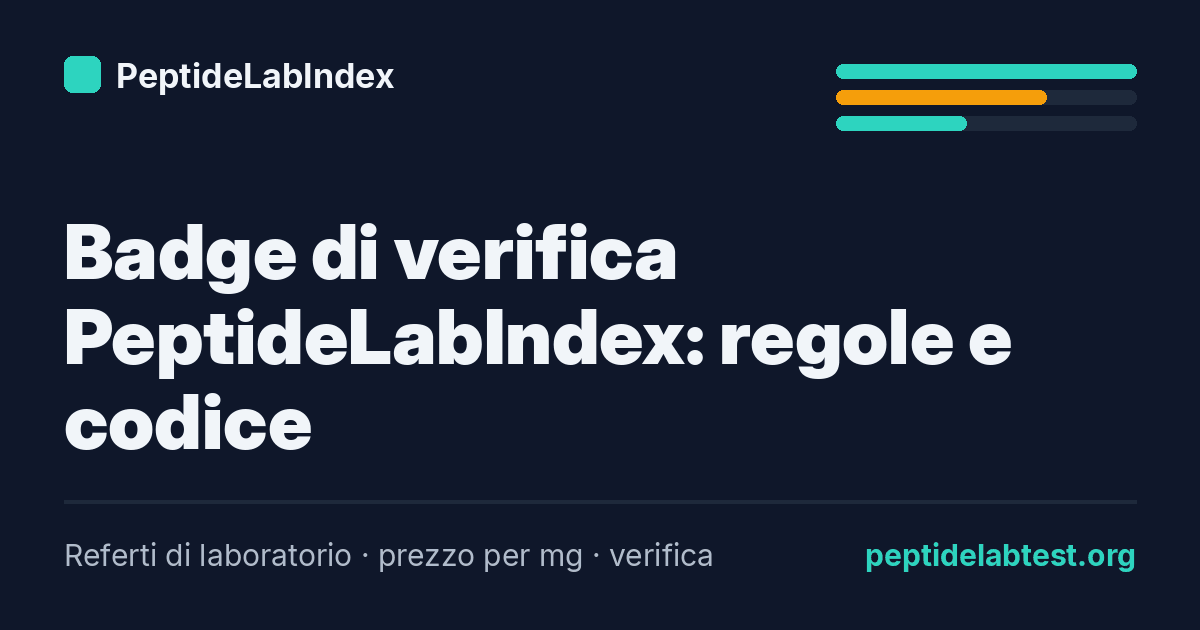 PeptideLabIndex
Badge di verifica
PeptideLabIndex: regole e
codice
Referti di laboratorio · prezzo per mg · verifica
peptidelabtest.org